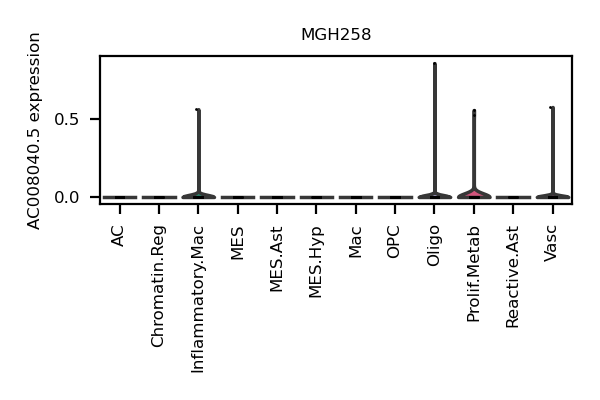 MGH258
AC008040.5 expression
0.5
0.0
AC
Chromatin.Reg
Inflammatory.Mac
MES
MES.Ast
MES.Hyp
Mac
OPC
Oligo
Prolif.Metab
Reactive.Ast
Vasc